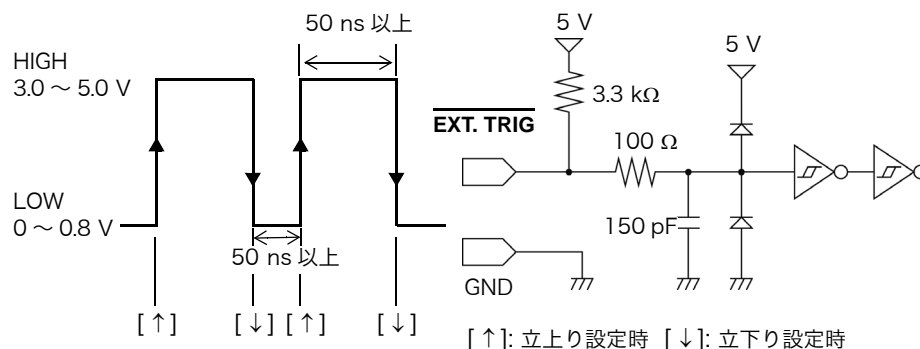 50 ns 以上
HIGH
3.0 ～ 5.0 V
LOW
0 ～ 0.8 V
50 ns 以上
[ ↑ ]
[ ↓ ]
[ ↑ ]
[ ↓ ]
5 V
3.3 kΩ
EXT. TRIG
100 Ω
5 V
150 pF
GND
[ ↑ ]: 立上り設定時 [ ↓ ]: 立下り設定時